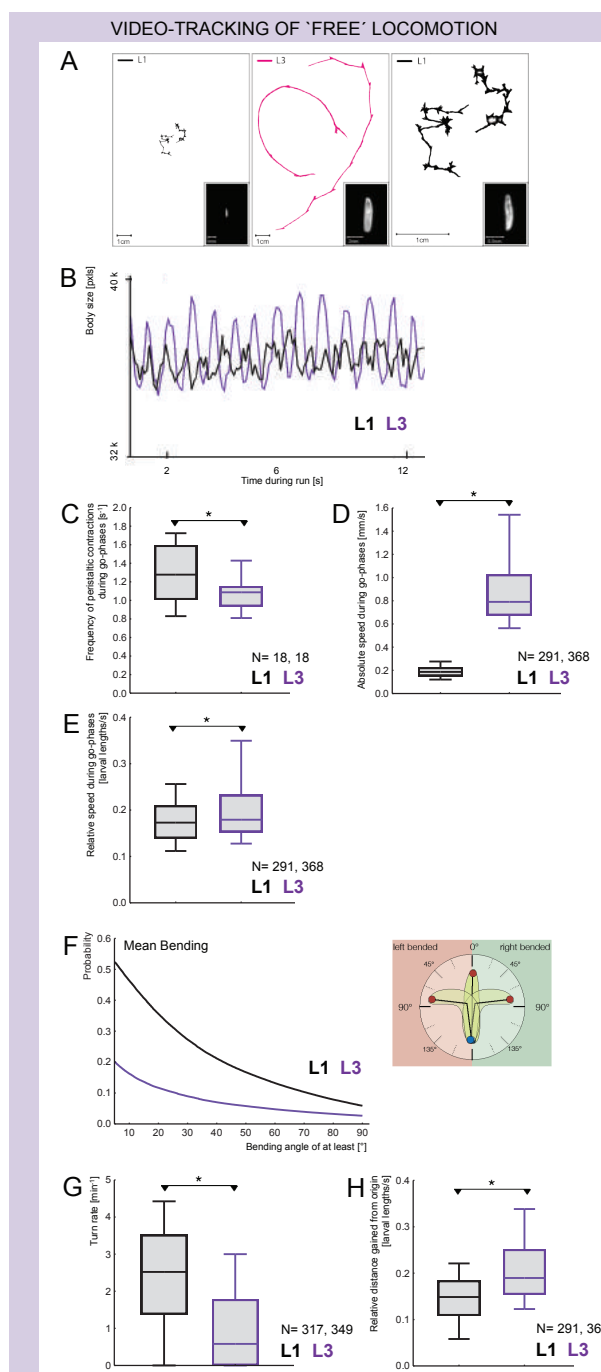 VIDEO-TRACKING OF `FREE´ LOCOMOTION
A
L1
L3
L1
1cm
1cm
1cm
B
Body size [pxls]
40 k
32 k
2
6
12
Time during run [s]
L1 L3
C
Frequency of peristaltic contractions
during go-phases [s⁻¹]
2.0
1.8
1.6
1.4
1.2
1.0
0.8
0.6
0.4
0.2
0.0
*
N= 18, 18
L1 L3
D
Absolute speed during go-phases [mm/s]
1.8
1.6
1.4
1.2
1.0
0.8
0.6
0.4
0.2
0.0
*
N= 291, 368
L1 L3
E
Relative speed during go-phases
[larval lengths/s]
0.4
0.3
0.2
0.1
0.0
*
N= 291, 368
L1 L3
F
Mean Bending
Probability
0.6
0.5
0.4
0.3
0.2
0.1
0.0
10 20 30 40 50 60 70 80 90
Bending angle of at least [°]
L1 L3
left bended 0° right bended
45° 45°
90° 90°
135° 135°
G
Turn rate [min⁻¹]
5
4
3
2
1
0
*
N= 317, 349
L1 L3
H
Relative distance gained from origin
[larval lengths/s]
0.4
0.3
0.2
0.1
0.0
*
N= 291, 36
L1 L3